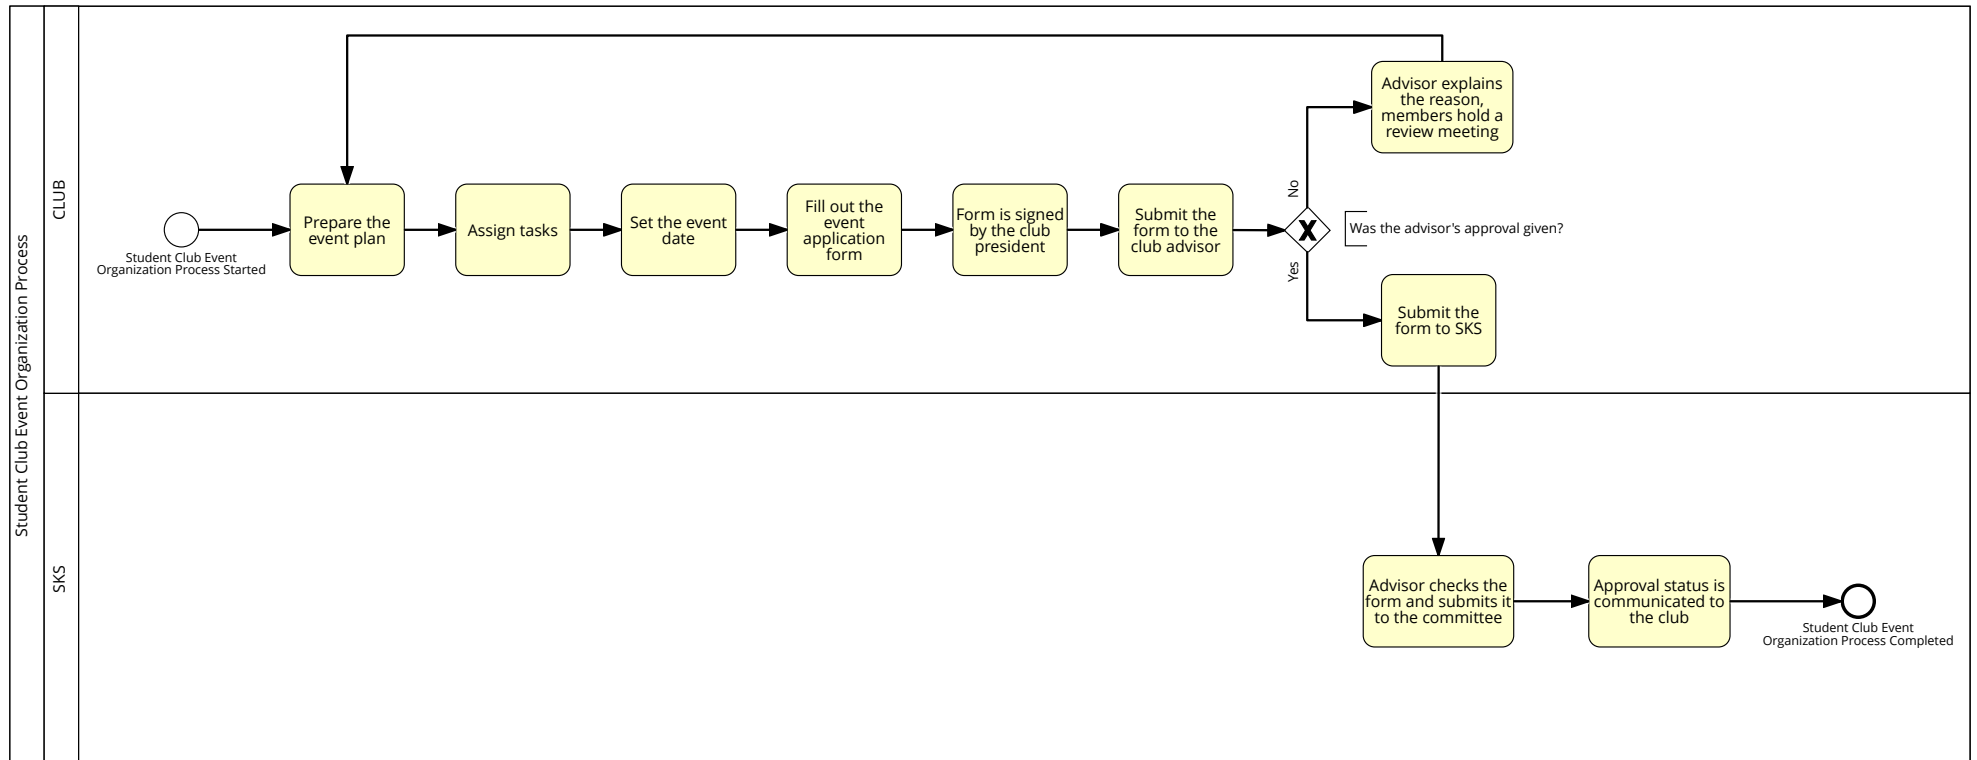 Student Club Event Organization Process
CLUB
Student Club Event
Organization Process Started
Prepare the
event plan
Assign tasks
Set the event
date
Fill out the
event
application
form
Form is signed
by the club
president
Submit the
form to the
club advisor
No
Yes
Was the advisor's approval given?
Advisor explains
the reason,
members hold a
review meeting
Submit the
form to SKS
SKS
Advisor checks the
form and submits it
to the committee
Approval status is
communicated to
the club
Student Club Event
Organization Process Completed